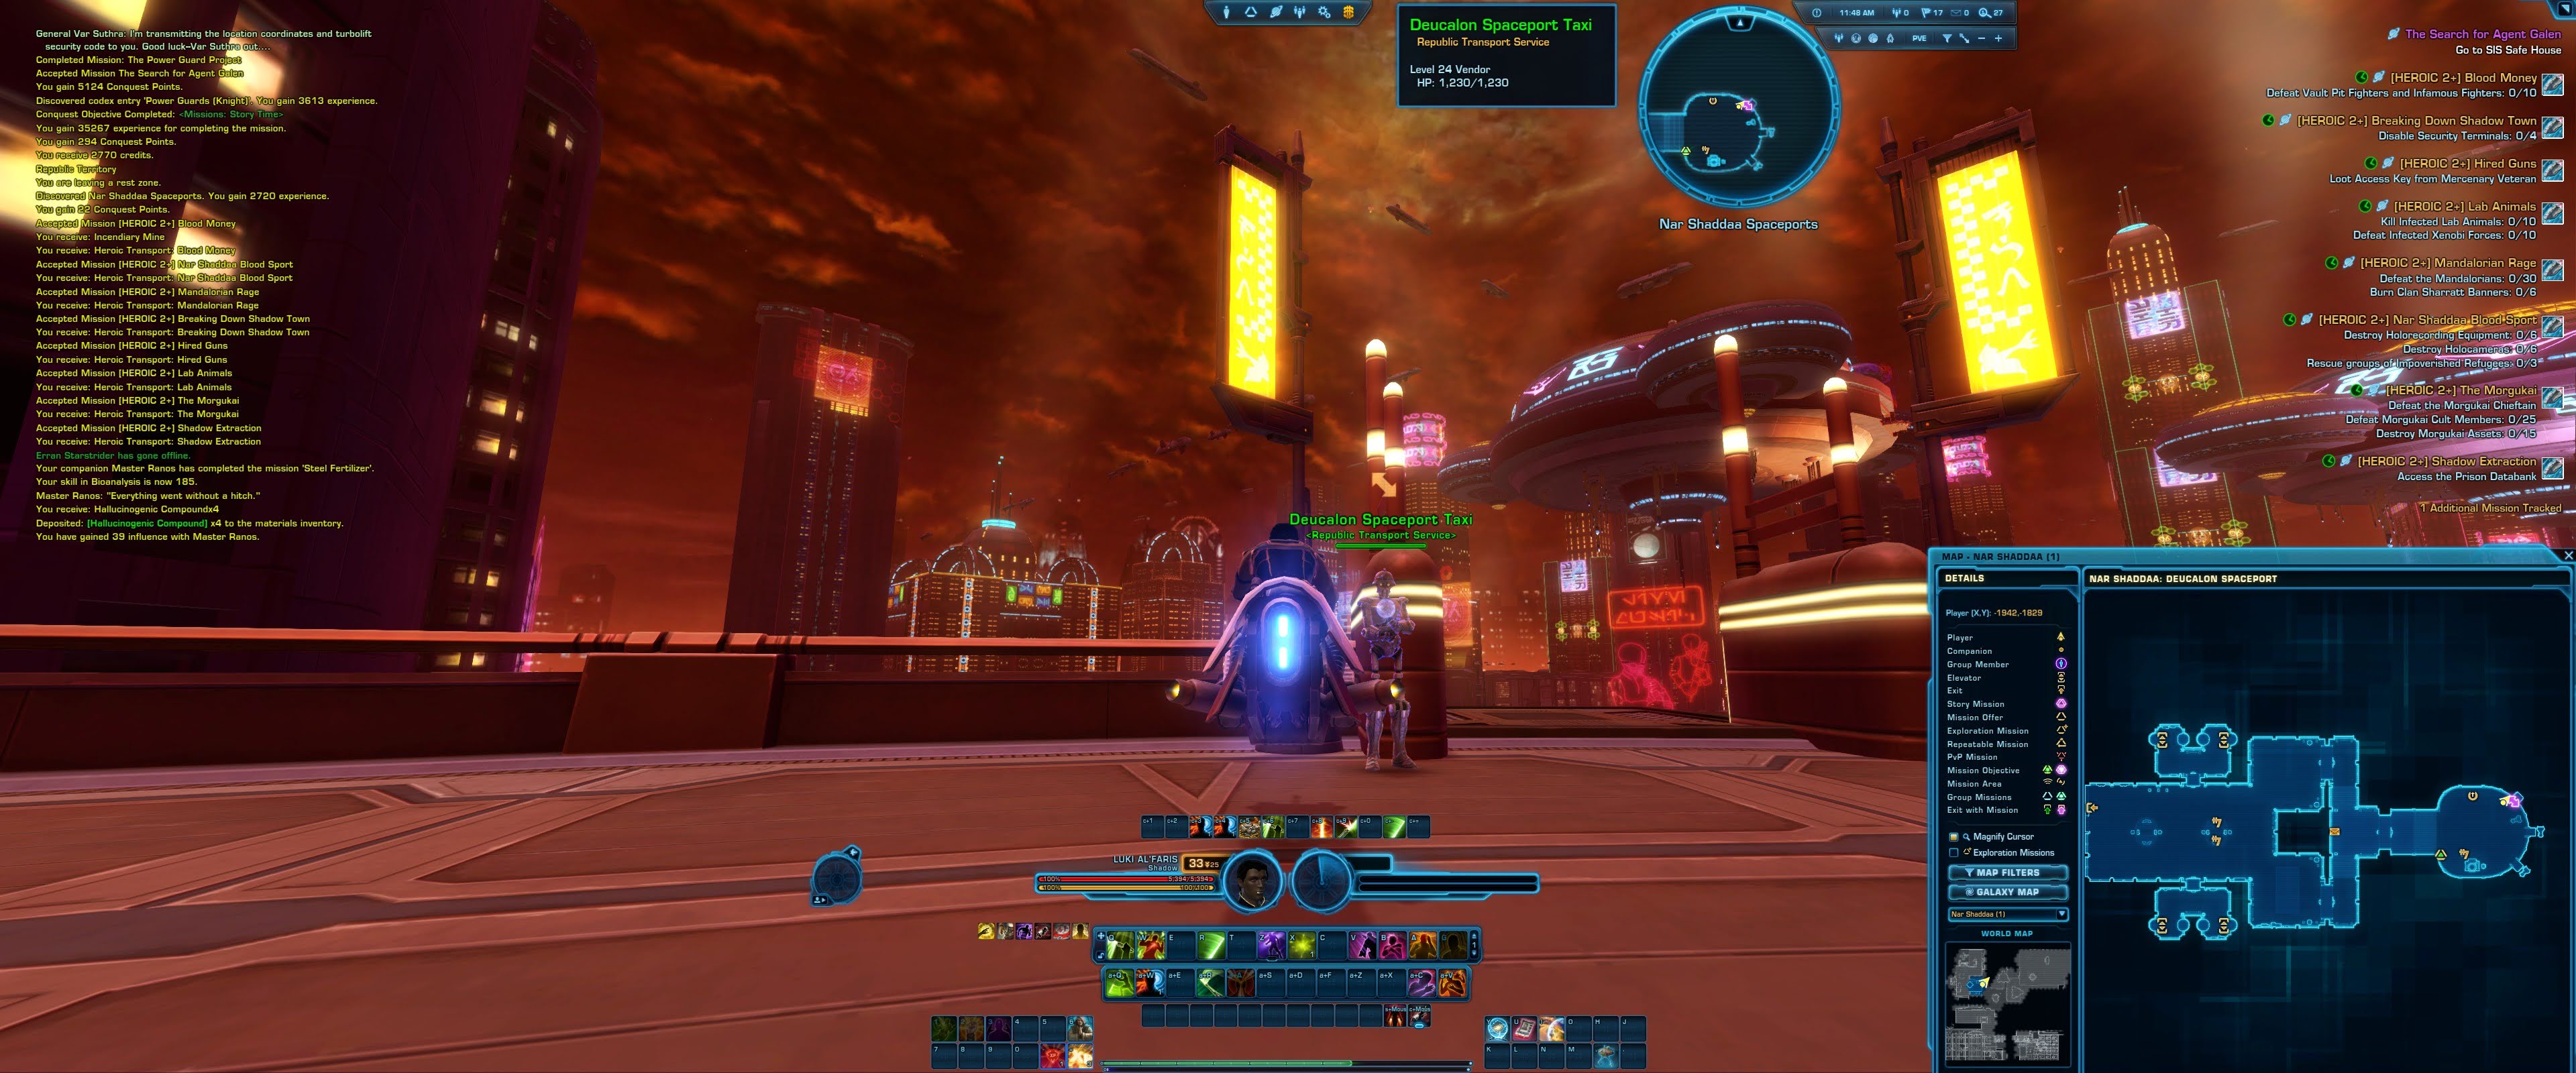 General Var Suthra: I'm transmitting the location coordinates and turbolift
security code to you. Good luck—Var Suthra out....
Completed Mission: The Power Guard Project
Accepted Mission The Search for Agent Galen
You gain 5124 Conquest Points.
Discovered codex entry 'Power Guards (Knight)'. You gain 3613 experience.
Conquest Objective Completed: <Missions: Story Time>
You gain 35267 experience for completing the mission.
You gain 294 Conquest Points.
You receive 2770 credits.
Republic Territory
You are leaving a rest zone.
Discovered Nar Shaddaa Spaceports. You gain 2720 experience.
You gain 22 Conquest Points.
Accepted Mission [HEROIC 2+] Blood Money
You receive: Incendiary Mine
You receive: Heroic Transport: Blood Money
Accepted Mission [HEROIC 2+] Nar Shaddaa Blood Sport
You receive: Heroic Transport: Nar Shaddaa Blood Sport
Accepted Mission [HEROIC 2+] Mandalorian Rage
You receive: Heroic Transport: Mandalorian Rage
Accepted Mission [HEROIC 2+] Breaking Down Shadow Town
You receive: Heroic Transport: Breaking Down Shadow Town
Accepted Mission [HEROIC 2+] Hired Guns
You receive: Heroic Transport: Hired Guns
Accepted Mission [HEROIC 2+] Lab Animals
You receive: Heroic Transport: Lab Animals
Accepted Mission [HEROIC 2+] The Morgukai
You receive: Heroic Transport: The Morgukai
Accepted Mission [HEROIC 2+] Shadow Extraction
You receive: Heroic Transport: Shadow Extraction
Erran Starstrider has gone offline.
Your companion Master Ranos has completed the mission 'Steel Fertilizer'.
Your skill in Bioanalysis is now 185.
Master Ranos: "Everything went without a hitch."
You receive: Hallucinogenic Compoundx4
Deposited: [Hallucinogenic Compound] x4 to the materials inventory.
You have gained 39 influence with Master Ranos.
Deucalon Spaceport Taxi
Republic Transport Service
Level 24 Vendor
HP: 1,230/1,230
11:48 AM 0 17 0 27
PVE
Nar Shaddaa Spaceports
The Search for Agent Galen
Go to SIS Safe House
[HEROIC 2+] Blood Money
Defeat Vault Pit Fighters and Infamous Fighters: 0/10
[HEROIC 2+] Breaking Down Shadow Town
Disable Security Terminals: 0/4
[HEROIC 2+] Hired Guns
Loot Access Key from Mercenary Veteran
[HEROIC 2+] Lab Animals
Kill Infected Lab Animals: 0/10
Defeat Infected Xenobi Forces: 0/10
[HEROIC 2+] Mandalorian Rage
Defeat the Mandalorians: 0/30
Burn Clan Sharratt Banners: 0/6
[HEROIC 2+] Nar Shaddaa Blood Sport
Destroy Holorecording Equipment: 0/6
Destroy Holocameras: 0/6
Rescue groups of Impoverished Refugees: 0/3
[HEROIC 2+] The Morgukai
Defeat the Morgukai Chieftain
Defeat Morgukai Cult Members: 0/25
Destroy Morgukai Assets: 0/15
[HEROIC 2+] Shadow Extraction
Access the Prison Databank
1 Additional Mission Tracked
Deucalon Spaceport Taxi
<Republic Transport Service>
MAP - NAR SHADDAA (1)
DETAILS
NAR SHADDAA: DEUCALON SPACEPORT
Player (X,Y): -1942,-1829
Player
Companion
Group Member
Elevator
Exit
Story Mission
Mission Offer
Exploration Mission
Repeatable Mission
PvP Mission
Mission Objective
Mission Area
Group Missions
Exit with Mission
Magnify Cursor
Exploration Missions
MAP FILTERS
GALAXY MAP
Nar Shaddaa (1)
WORLD MAP
LUKI AL'FARIS
Shadow
33 25
100% 5,394/5,394
100% 100/100